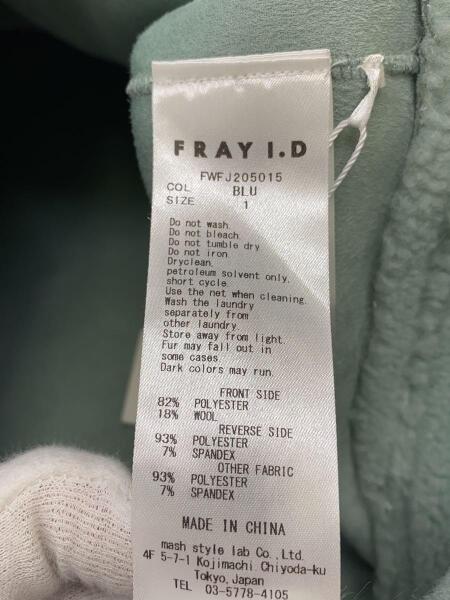 FRAY I.D
FWFJ205015
COL BLU
SIZE 1
Do not wash.
Do not bleach.
Do not tumble dry
Do not iron.
Dryclean.
petroleum solvent only.
short cycle.
Use the net when cleaning.
Wash the laundry
separately from
other laundry.
Store away from light.
Fur may fall out in
some cases.
Dark colors may run.
FRONT SIDE
82% POLYESTER
18% WOOL
REVERSE SIDE
93% POLYESTER
7% SPANDEX
OTHER FABRIC
93% POLYESTER
7% SPANDEX
MADE IN CHINA
mash style lab Co.,Ltd.
4F 5-7-1 Kojimachi,Chiyoda-ku
Tokyo,Japan
TEL 03-5778-4105